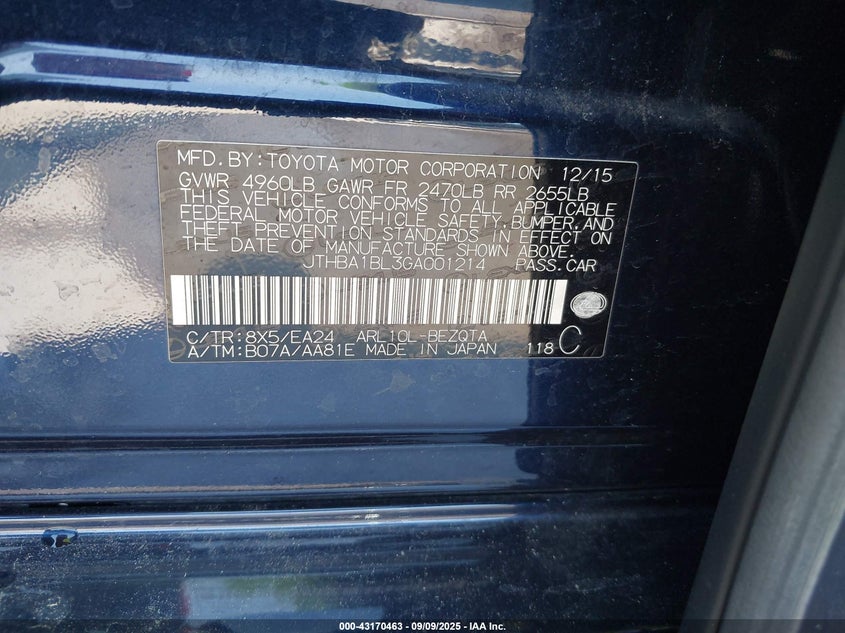 MFD. BY: TOYOTA MOTOR CORPORATION 12/15
GVWR 4960LB GAWR FR 2470LB RR 2655LB
THIS VEHICLE CONFORMS TO ALL APPLICABLE
FEDERAL MOTOR VEHICLE SAFETY, BUMPER, AND
THEFT PREVENTION STANDARDS IN EFFECT ON
THE DATE OF MANUFACTURE SHOWN ABOVE.
JTHBA1BL3GA001214 PASS. CAR
C/TR: 8X5/EA24 ARL10L-BEZQTA
A/TM: B07A/AA81E MADE IN JAPAN 118 C
000-43170463 - 09/09/2025 - IAA Inc.